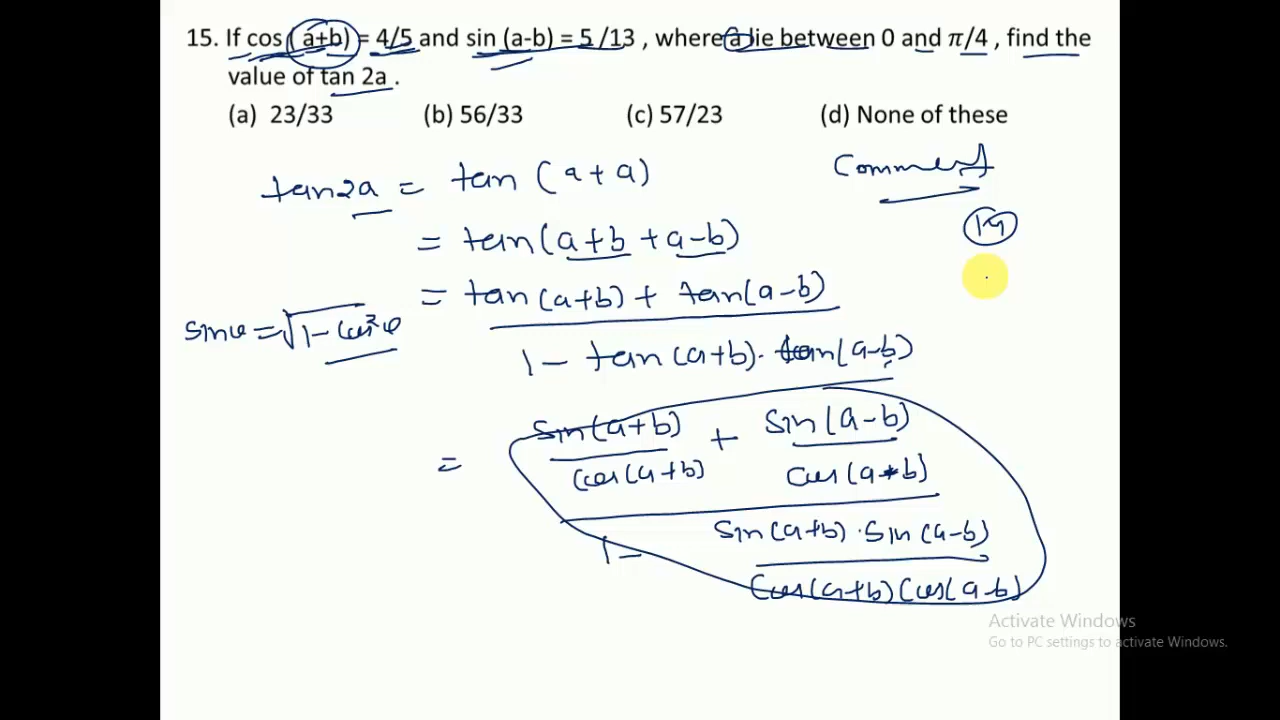 15. If cos ( a+b) = 4/5 and sin (a-b) = 5 /13 , where a lie between 0 and π/4 , find the
value of tan 2a .
(a) 23/33 (b) 56/33 (c) 57/23 (d) None of these
tan2a = tan (a+a)
Comment
= tan(a+b + a-b)
14
= tan(a+b) + tan(a-b)
sinφ = √1-cos²φ
1 - tan(a+b). tan(a-b)
= sin(a+b) + sin(a-b)
cos(a+b) cos(a-b)
1 - sin(a+b) . sin(a-b)
cos(a+b) cos(a-b)
Activate Windows
Go to PC settings to activate Windows.